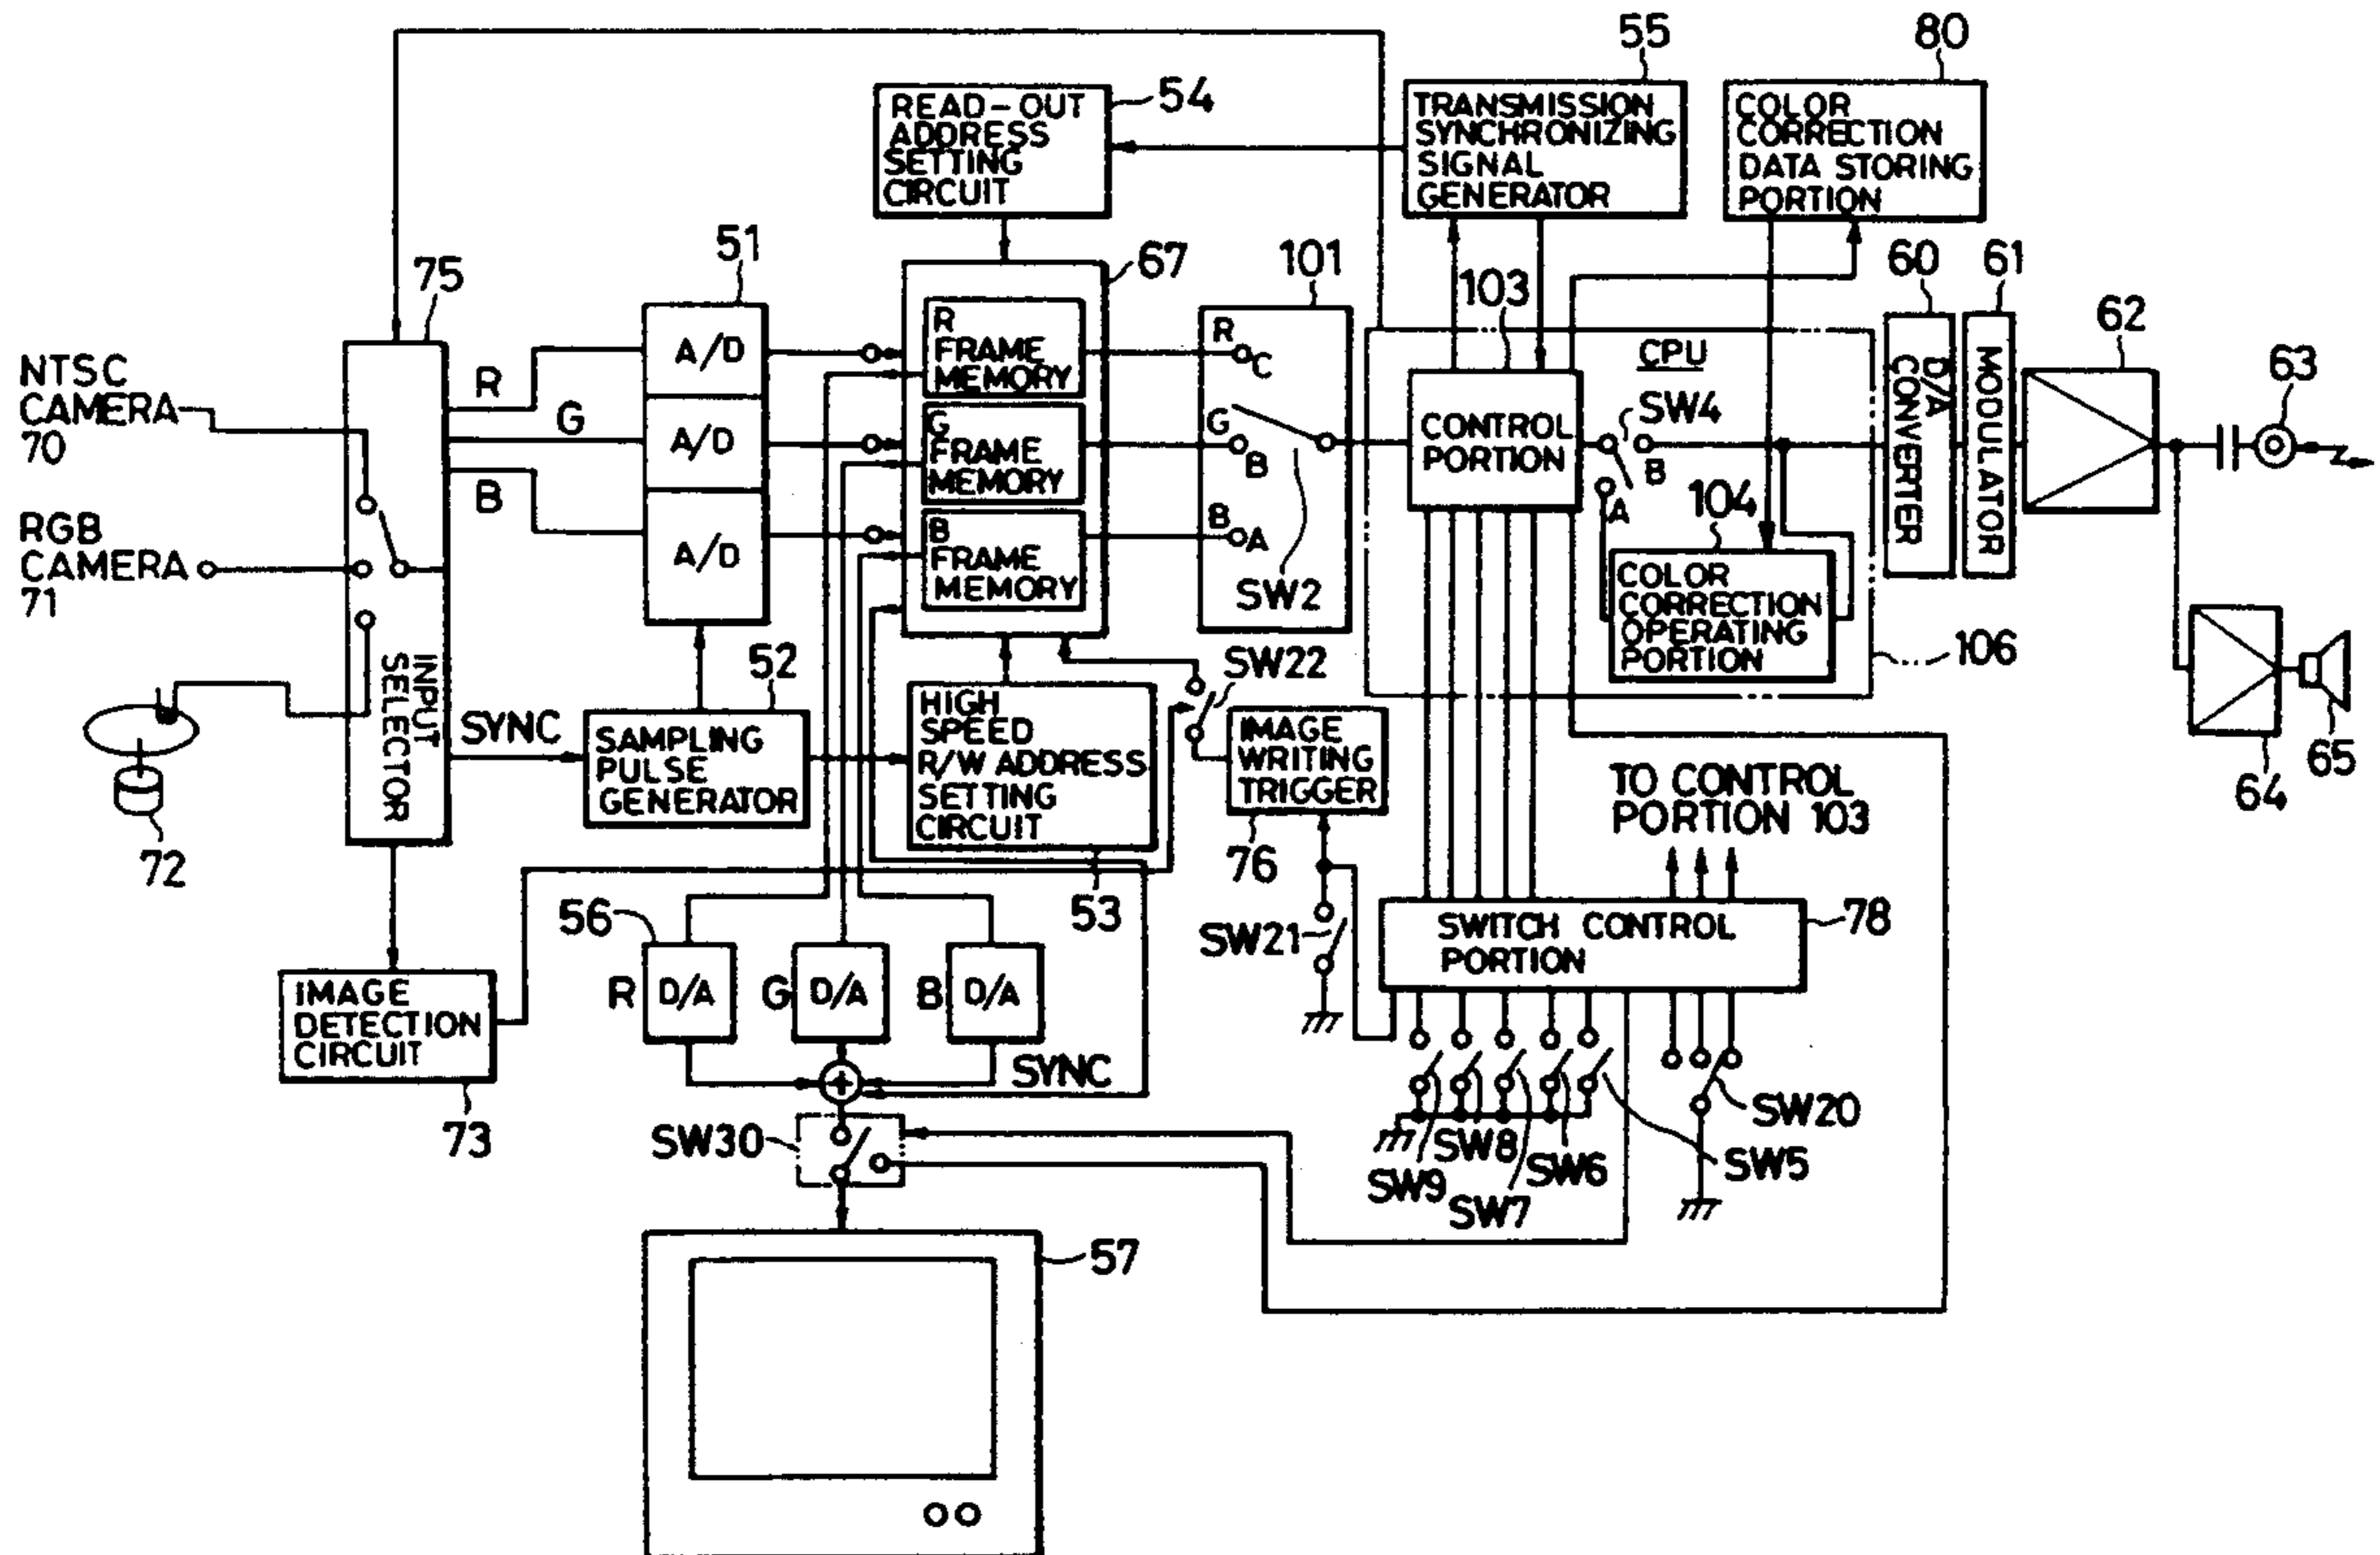 55
80
READ-OUT
ADDRESS
SETTING
CIRCUIT
54
TRANSMISSION
SYNCHRONIZING
SIGNAL
GENERATOR
COLOR
CORRECTION
DATA STORING
PORTION
75
51
67
101
103
60
61
62
63
NTSC
CAMERA
70
RGB
CAMERA
71
72
INPUT
SELECTOR
R
G
B
SYNC
A/D
A/D
A/D
R
FRAME
MEMORY
G
FRAME
MEMORY
B
FRAME
MEMORY
R
C
G
B
B
A
SW2
CPU
CONTROL
PORTION
SW4
B
A
104
COLOR
CORRECTION
OPERATING
PORTION
106
D/A
CONVERTER
MODULATOR
64
65
52
SAMPLING
PULSE
GENERATOR
HIGH
SPEED
R/W ADDRESS
SETTING
CIRCUIT
53
SW22
IMAGE
WRITING
TRIGGER
76
SW21
TO CONTROL
PORTION 103
SWITCH CONTROL
PORTION
78
IMAGE
DETECTION
CIRCUIT
73
56
R
D/A
G
D/A
B
D/A
SYNC
SW30
57
SW9
SW8
SW7
SW6
SW5
SW20